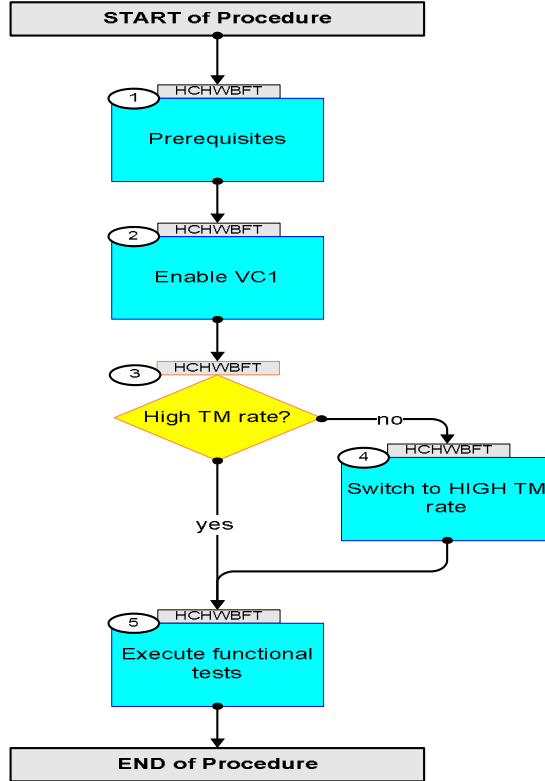 START of Procedure
HCHWBFT
1
Prerequisites
HCHWBFT
2
Enable VC1
HCHWBFT
3
High TM rate?
no
HCHWBFT
4
Switch to HIGH TM
rate
yes
HCHWBFT
5
Execute functional
tests
END of Procedure